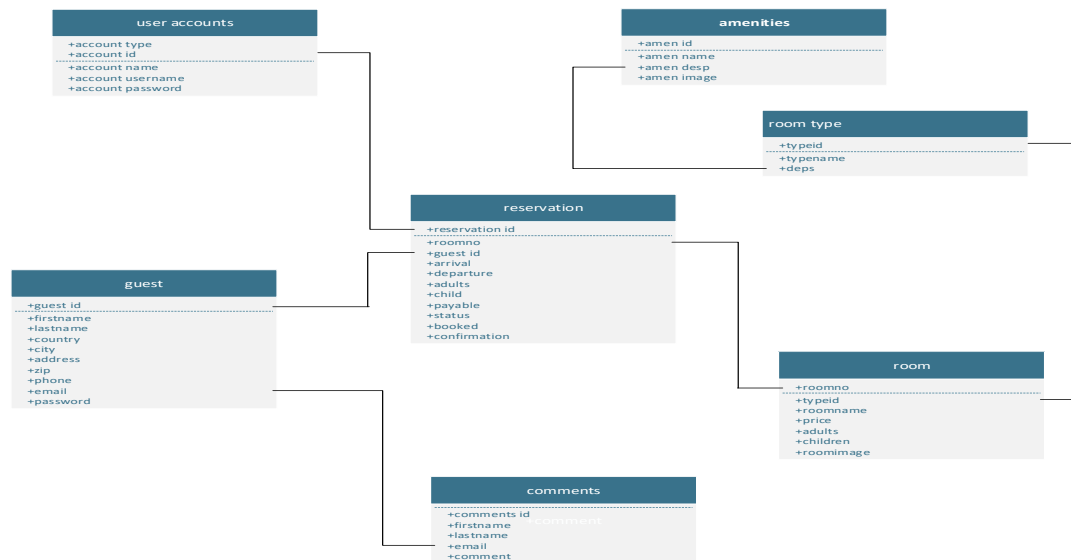 user accounts
+account type
+account id
+account name
+account username
+account password
amenities
+amen id
+amen name
+amen desp
+amen image
room type
+typeid
+typename
+deps
reservation
+reservation id
+roomno
+guest id
+arrival
+departure
+adults
+child
+payable
+status
+booked
+confirmation
guest
+guest id
+firstname
+lastname
+country
+city
+address
+zip
+phone
+email
+password
room
+roomno
+typeid
+roomname
+price
+adults
+children
+roomimage
comments
+comments id
+firstname
+comment
+lastname
+email
+comment